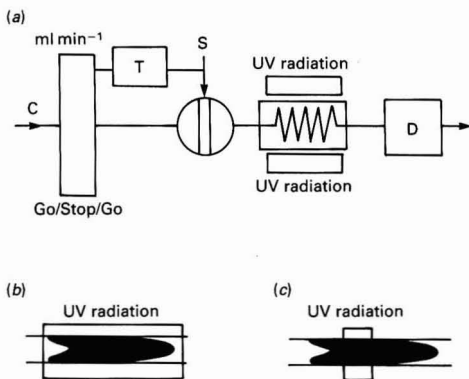 (a)
ml min⁻¹
T
S
UV radiation
C
D
Go/Stop/Go
UV radiation
(b)
(c)
UV radiation
UV radiation